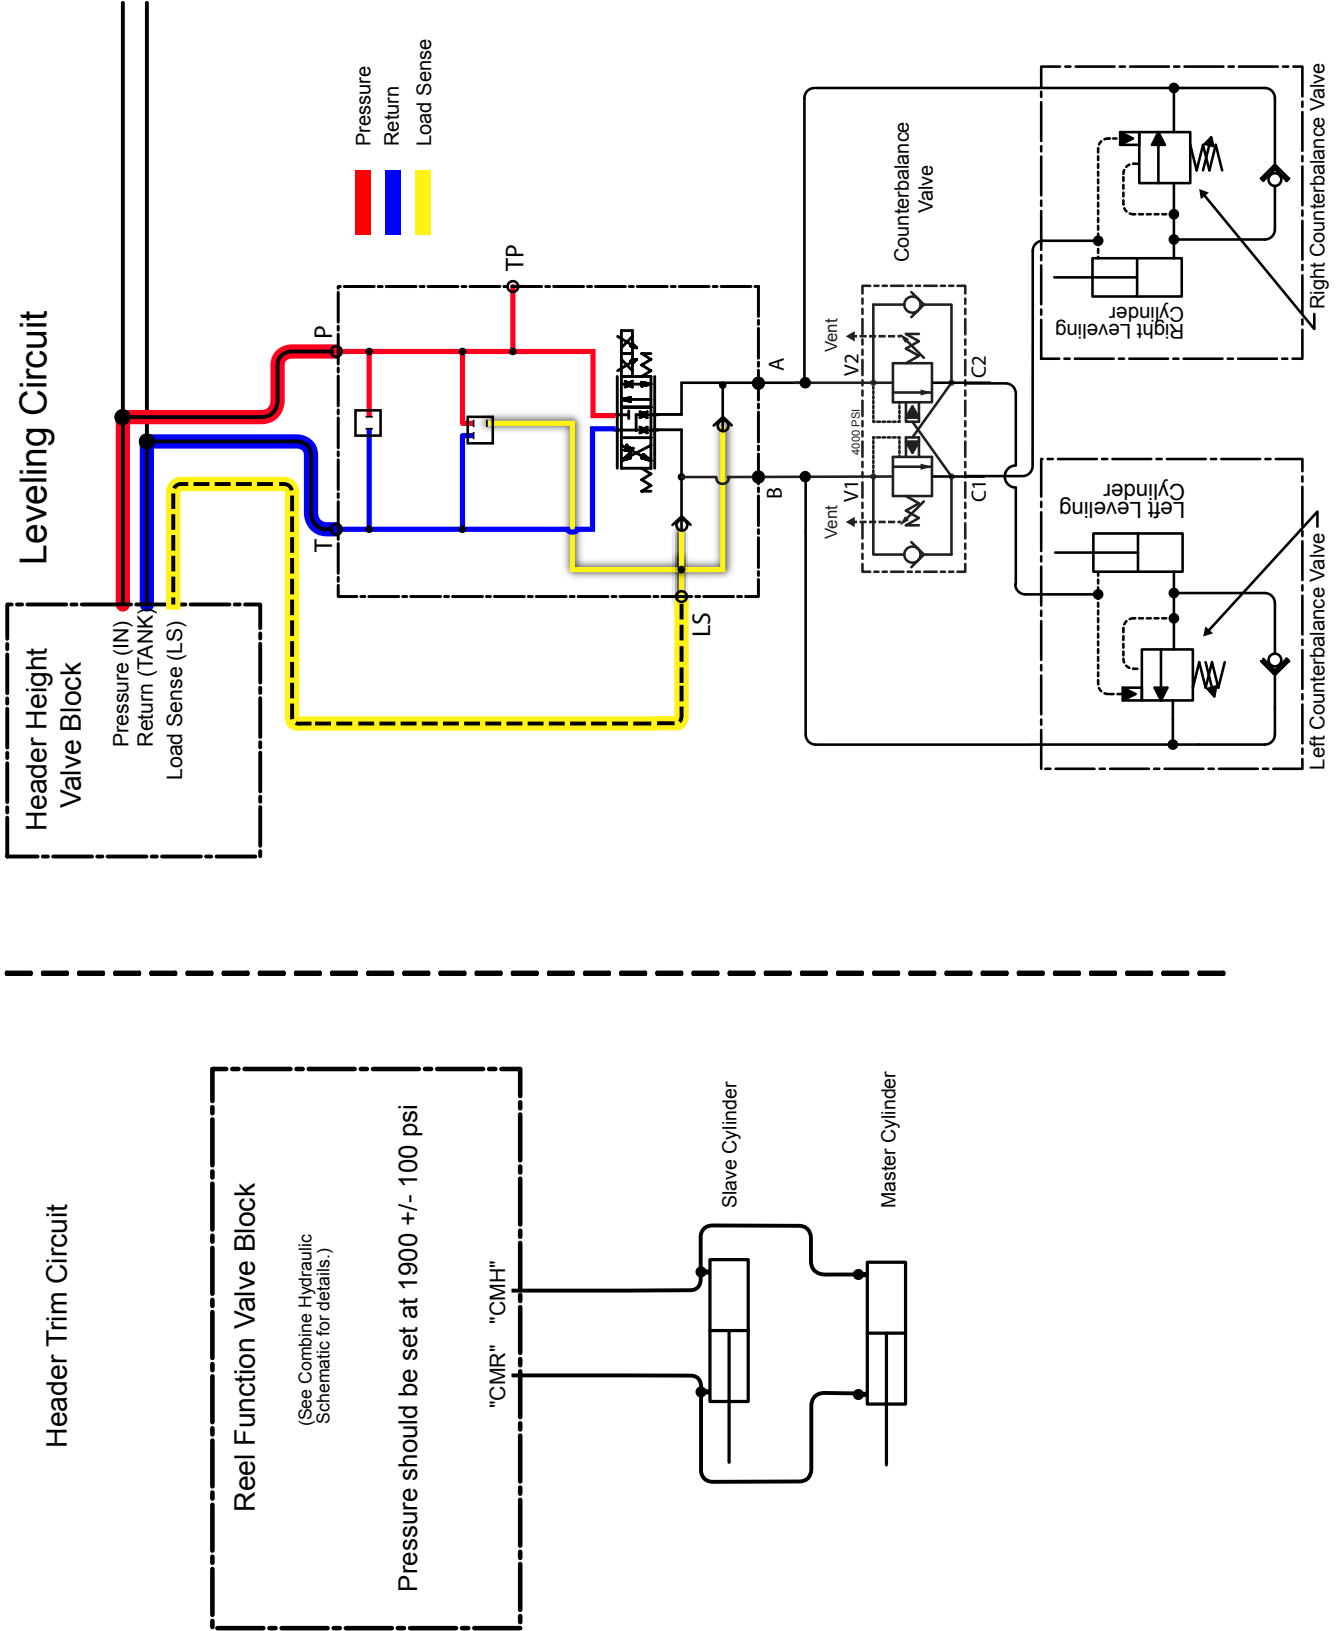 Leveling Circuit
Header Height
Valve Block
Pressure (IN)
Return (TANK)
Load Sense (LS)
Pressure
Return
Load Sense
P
T
TP
LS
A
B
Counterbalance
Valve
Vent
Vent
V2
V1
4000 PSI
C2
C1
Right Leveling
Cylinder
Right Counterbalance Valve
Left Leveling
Cylinder
Left Counterbalance Valve
Header Trim Circuit
Reel Function Valve Block
(See Combine Hydraulic
Schematic for details.)
Pressure should be set at 1900 +/- 100 psi
"CMR"
"CMH"
Slave Cylinder
Master Cylinder